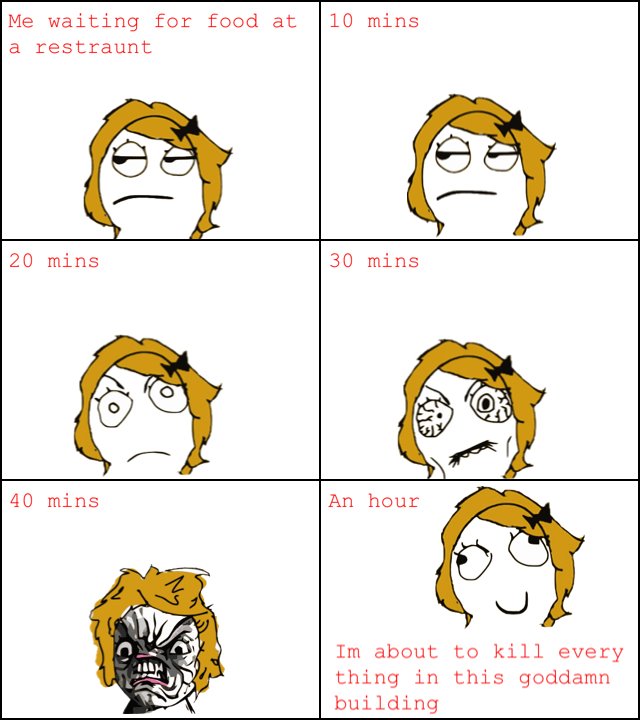 Me waiting for food at
a restraunt
10 mins
20 mins
30 mins
40 mins
An hour
Im about to kill every
thing in this goddamn
building